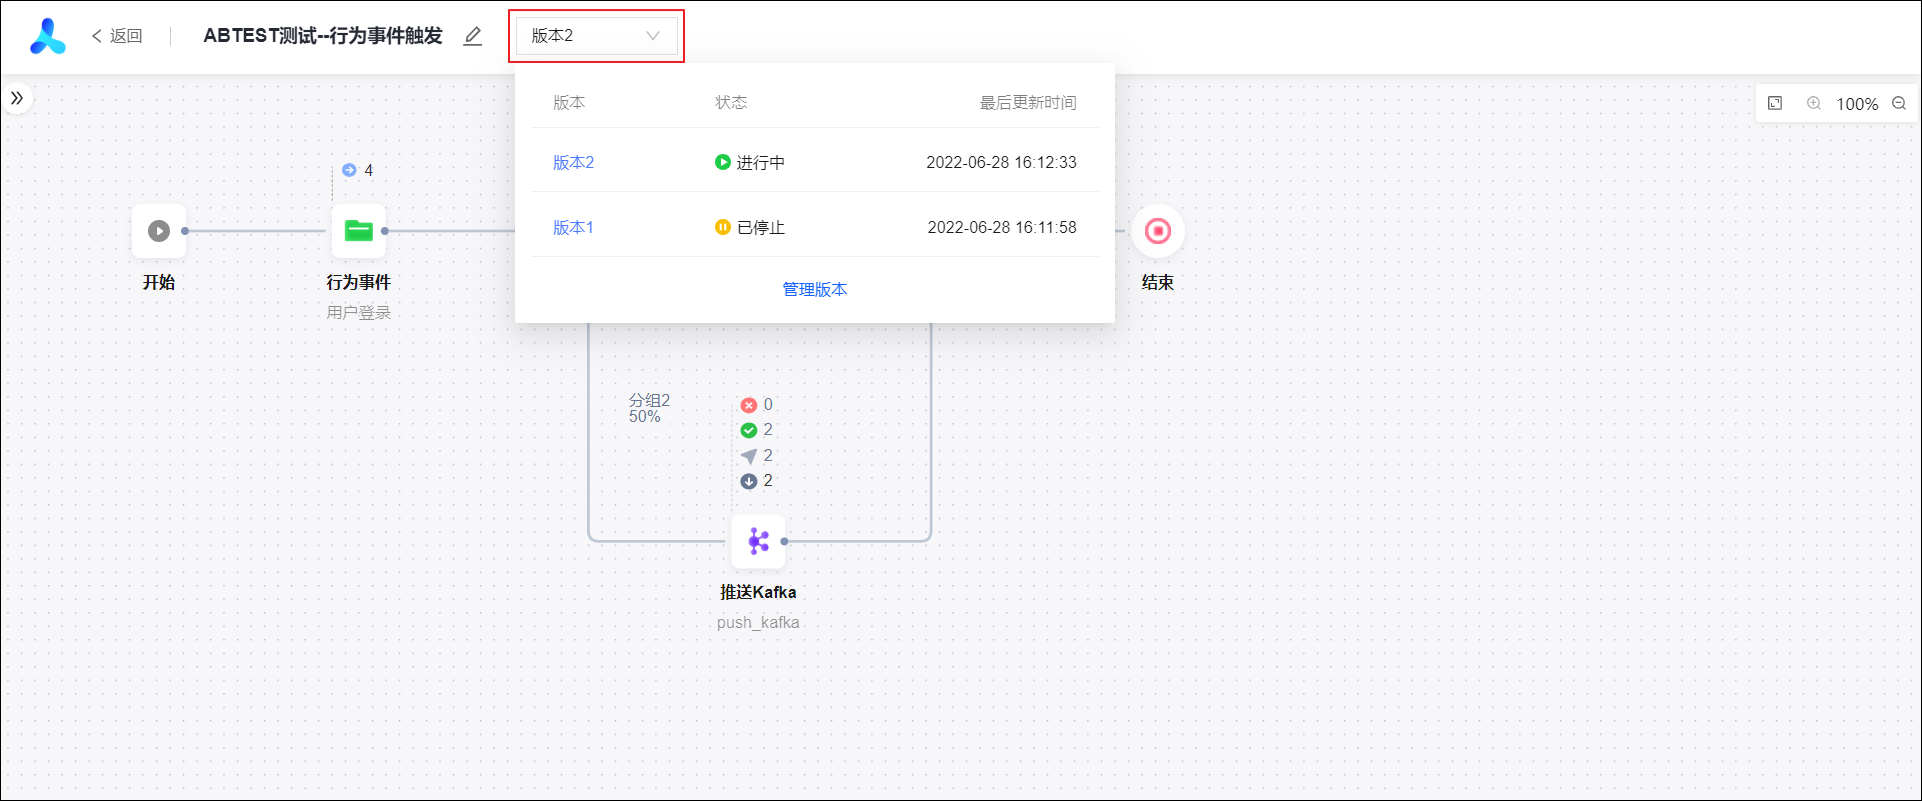 返回
ABTEST测试--行为事件触发
版本2
版本 状态 最后更新时间
版本2 进行中 2022-06-28 16:12:33
版本1 已停止 2022-06-28 16:11:58
管理版本
100%
4
开始
行为事件
用户登录
结束
分组2
50%
0
2
2
2
推送Kafka
push_kafka